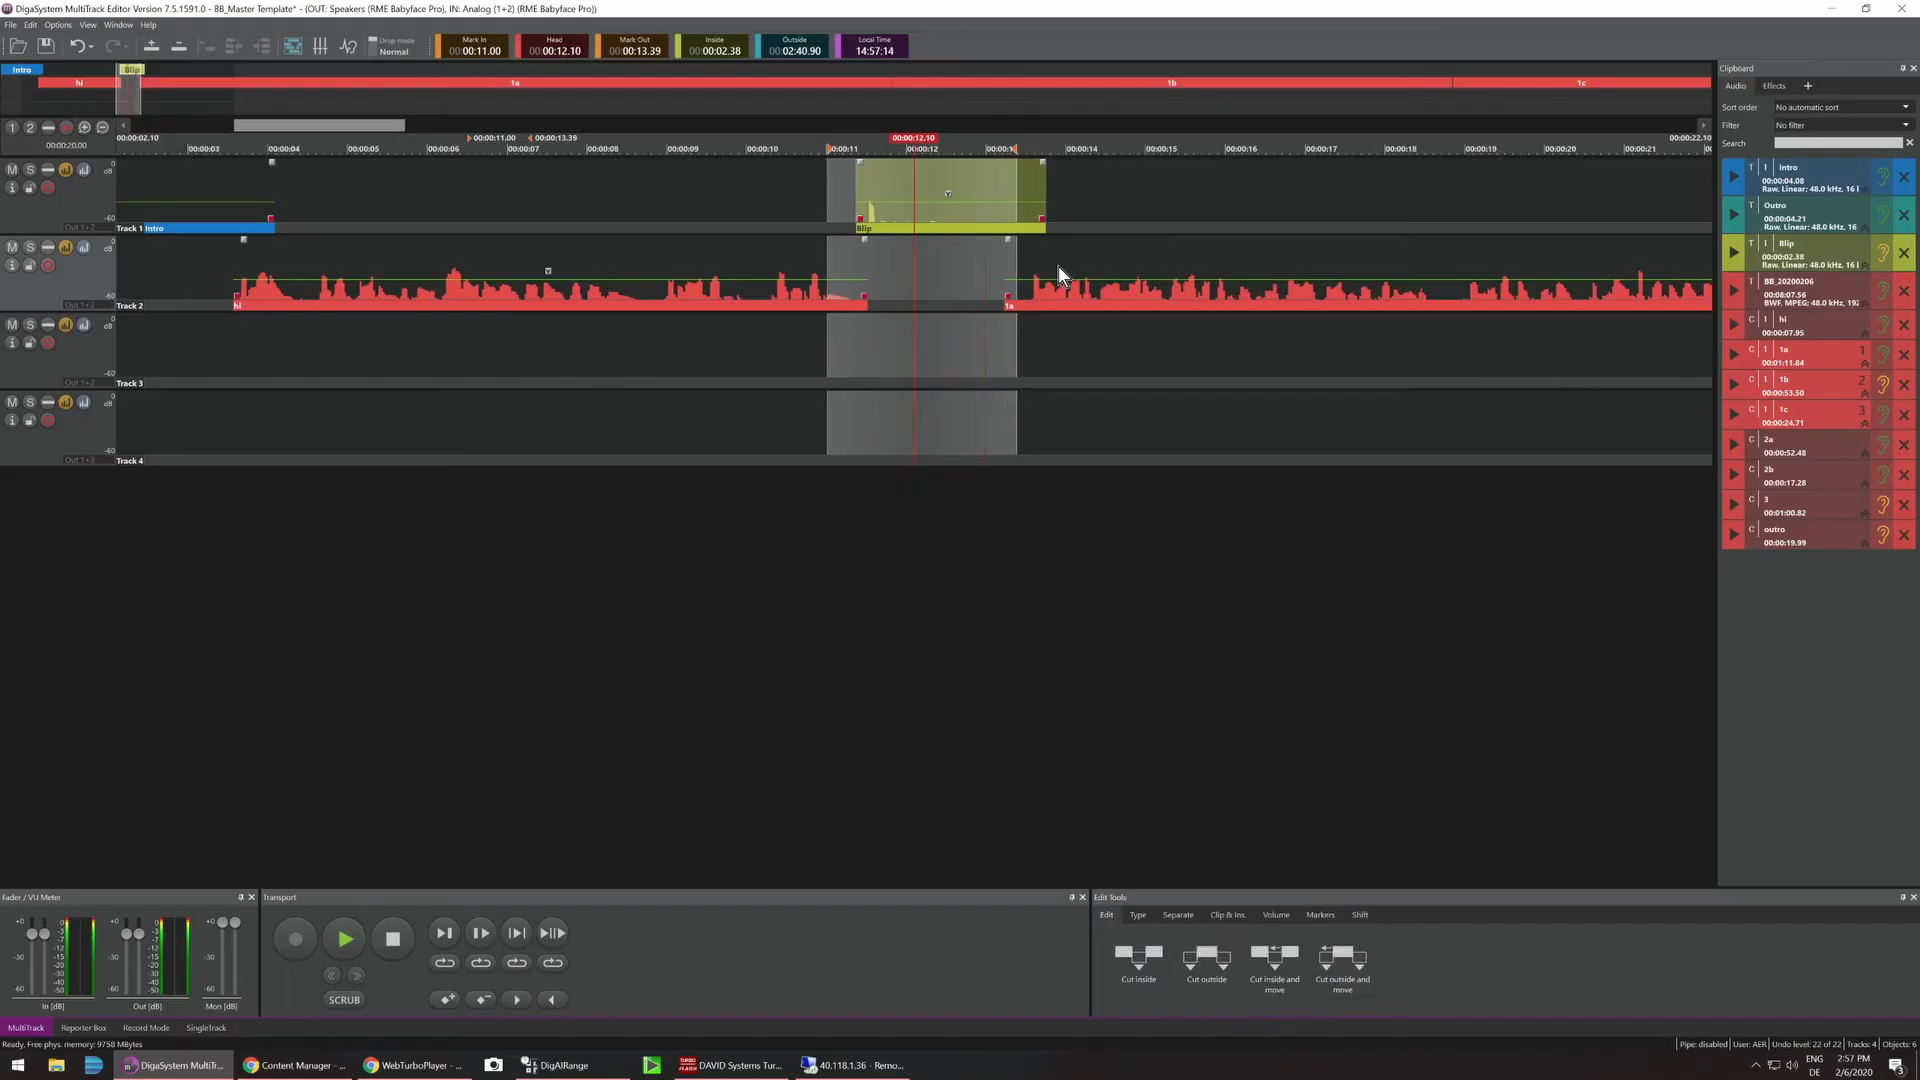 DigaSystem MultiTrack Editor Version 7.5.1591.0 - BB_Master Template* - (OUT: Speakers (RME Babyface Pro), IN: Analog (1+2) (RME Babyface Pro))
File Edit Options View Window Help
Drop mode
Normal
Mark In
00:00:11.00
Head
00:00:12.10
Mark Out
00:00:13.39
Inside
00:00:02.38
Outside
00:02:40.90
Local Time
14:57:14
Intro Blip
hi 1a 1b 1c
00:00:20.00
00:00:02.10 00:00:11.00 00:00:13.39 00:00:12.10 00:00:22.10
00:00:03 00:00:04 00:00:05 00:00:06 00:00:07 00:00:08 00:00:09 00:00:10 00:00:11 00:00:12 00:00:14 00:00:15 00:00:16 00:00:17 00:00:18 00:00:19 00:00:20 00:00:21
M S 0
dB
-60
Out 1+2 Track 1 Intro Blip
M S 0
dB
-60
Track 2 hi 1a
M S 0
dB
-60
Out 1+2 Track 3
M S 0
dB
-60
Out 1+2 Track 4
Clipboard
Audio Effects +
Sort order No automatic sort
Filter No filter
Search
T 1 Intro
00:00:04.08
Raw, Linear: 48.0 kHz, 16 l
T Outro
00:00:04.21
Raw, Linear: 48.0 kHz, 16
T 1 Blip
00:00:02.38
Raw, Linear: 48.0 kHz, 16 l
T BB_20200206
00:08:07.56
BWF, MPEG: 48.0 kHz, 192
C 1 hi
00:00:07.95
C 1 1a 1
00:01:11.84
C 1 1b 2
00:00:53.50
C 1 1c 3
00:00:24.71
C 2a
00:00:52.48
C 2b
00:00:17.28
C 3
00:01:00.82
C outro
00:00:19.99
Fader / VU Meter
+0 -30 -60
0 -3 -7 -12 -15 -20 -30 -40 -50
In [dB] Out [dB] Mon [dB]
Transport
SCRUB
Edit Tools
Edit Type Separate Clip & Ins. Volume Markers Shift
Cut inside
Cut outside
Cut inside and
move
Cut outside and
move
MultiTrack Reporter Box Record Mode SingleTrack
Ready, Free phys. memory: 9758 MBytes
Pipe: disabled User: AER Undo level: 22 of 22 Tracks: 4 Objects: 6
DigaSystem MultiTr...
Content Manager - ...
WebTurboPlayer - ...
DigAIRange
DAVID Systems Tur...
40.118.1.36 - Remo...
ENG
DE
2:57 PM
2/6/2020
3